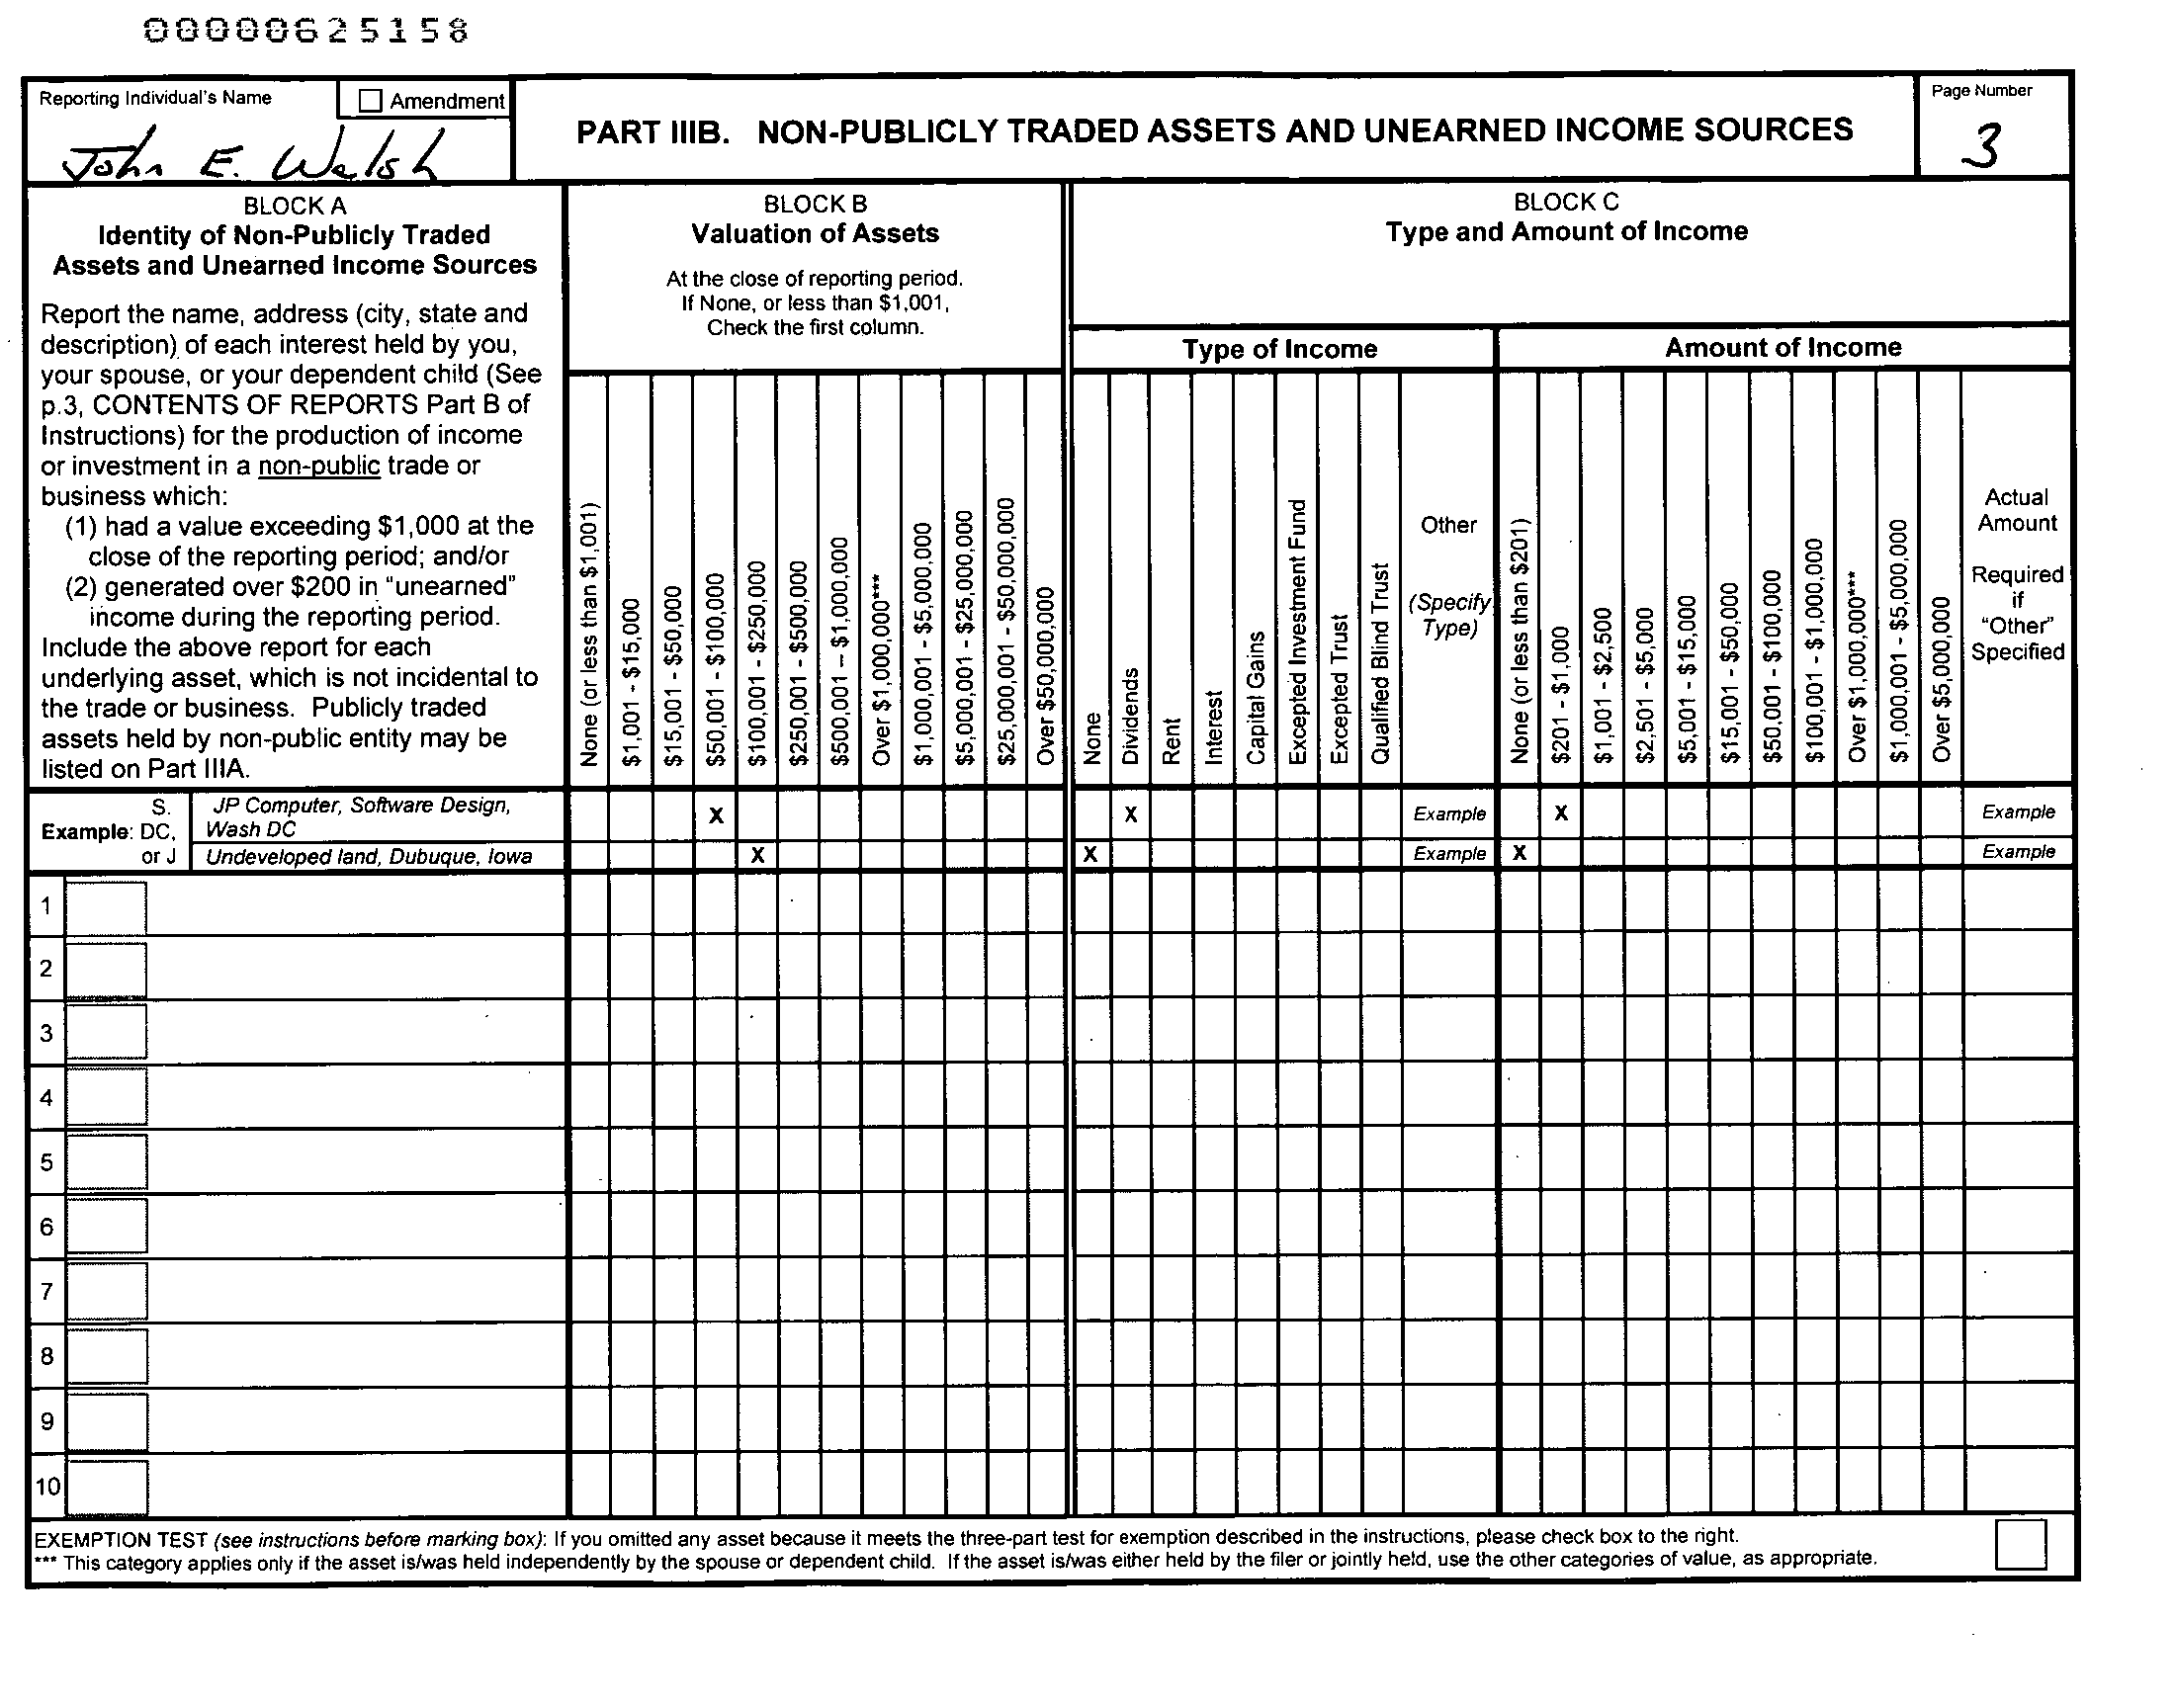 00000625158
Reporting Individual's Name
Amendment
John E. Walsh
PART IIIB. NON-PUBLICLY TRADED ASSETS AND UNEARNED INCOME SOURCES
Page Number
3
BLOCK A
Identity of Non-Publicly Traded
Assets and Unearned Income Sources
Report the name, address (city, state and
description) of each interest held by you,
your spouse, or your dependent child (See
p.3, CONTENTS OF REPORTS Part B of
Instructions) for the production of income
or investment in a non-public trade or
business which:
(1) had a value exceeding $1,000 at the
close of the reporting period; and/or
(2) generated over $200 in "unearned"
income during the reporting period.
Include the above report for each
underlying asset, which is not incidental to
the trade or business. Publicly traded
assets held by non-public entity may be
listed on Part IIIA.
BLOCK B
Valuation of Assets
At the close of reporting period.
If None, or less than $1,001,
Check the first column.
None (or less than $1,001)
$1,001 - $15,000
$15,001 - $50,000
$50,001 - $100,000
$100,001 - $250,000
$250,001 - $500,000
$500,001 – $1,000,000
Over $1,000,000***
$1,000,001 - $5,000,000
$5,000,001 - $25,000,000
$25,000,001 - $50,000,000
Over $50,000,000
BLOCK C
Type and Amount of Income
Type of Income
None
Dividends
Rent
Interest
Capital Gains
Excepted Investment Fund
Excepted Trust
Qualified Blind Trust
Other
(Specify
Type)
Amount of Income
None (or less than $201)
$201 - $1,000
$1,001 - $2,500
$2,501 - $5,000
$5,001 - $15,000
$15,001 - $50,000
$50,001 - $100,000
$100,001 - $1,000,000
Over $1,000,000***
$1,000,001 - $5,000,000
Over $5,000,000
Actual
Amount
Required
if
"Other"
Specified
S.
Example: DC,
or J
JP Computer, Software Design,
Wash DC
X X Example X Example
Undeveloped land, Dubuque, Iowa X X Example X Example
1
2
3
4
5
6
7
8
9
10
EXEMPTION TEST (see instructions before marking box): If you omitted any asset because it meets the three-part test for exemption described in the instructions, please check box to the right.
*** This category applies only if the asset is/was held independently by the spouse or dependent child. If the asset is/was either held by the filer or jointly held, use the other categories of value, as appropriate.